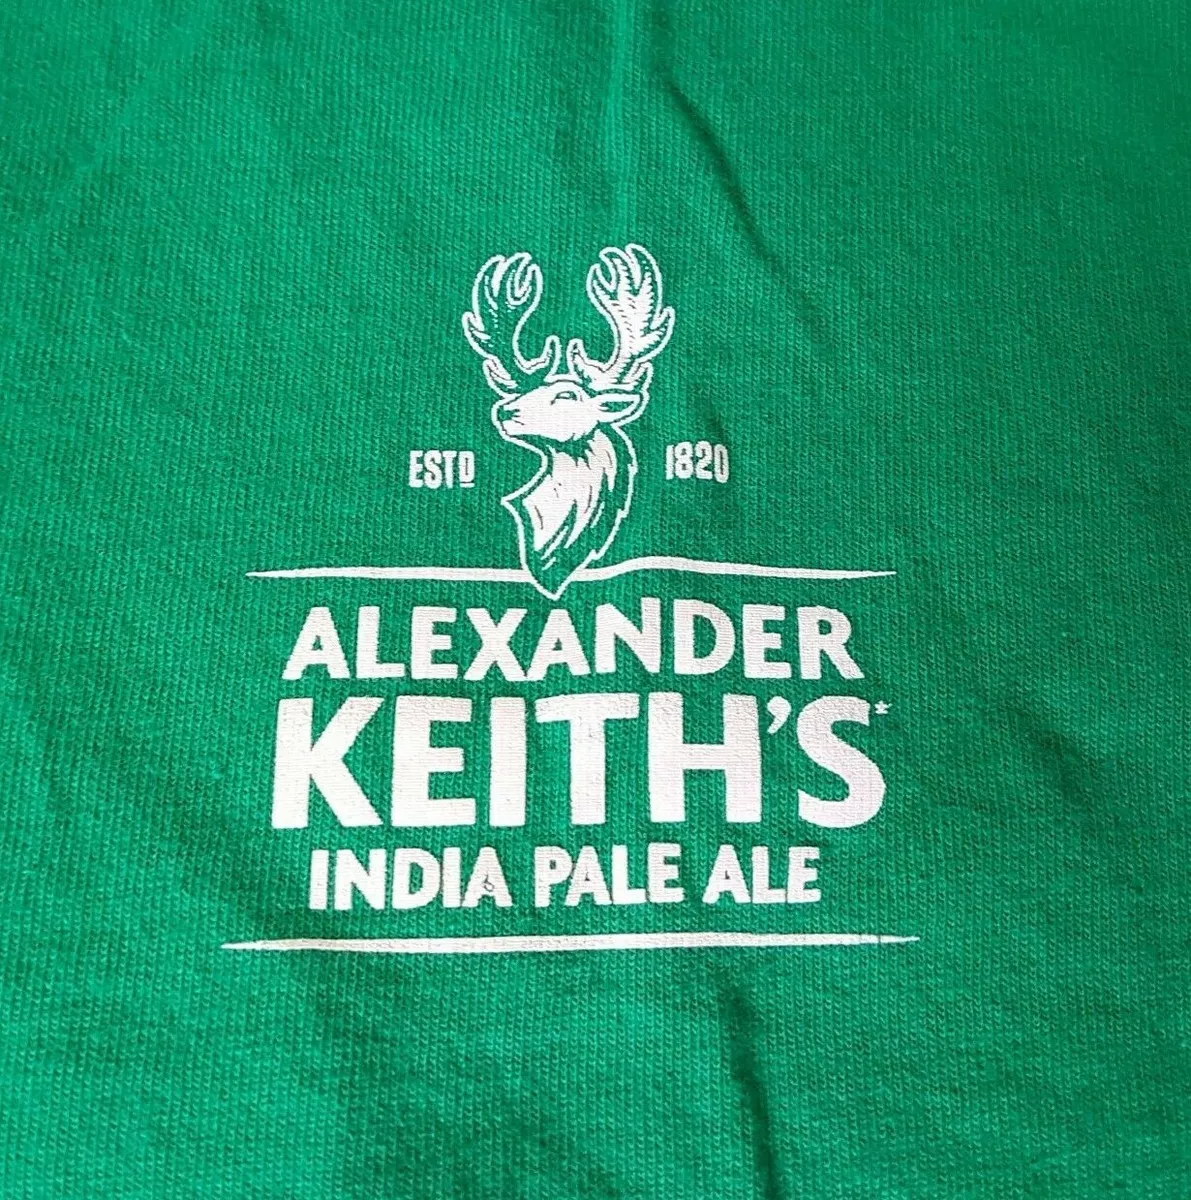 ESTD 1820
ALEXANDER
KEITH'S*
INDIA PALE ALE